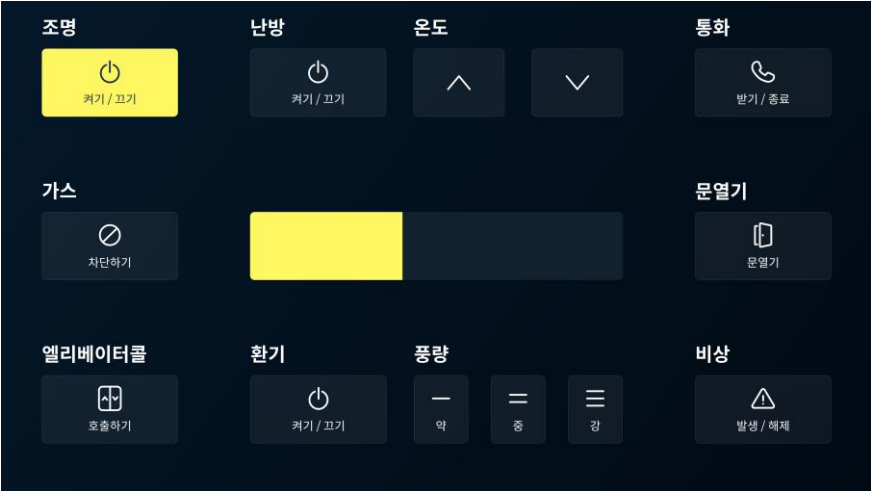 조명 난방 온도 통화
켜기 / 끄기 켜기 / 끄기 받기 / 종료
가스 문열기
차단하기 문열기
엘리베이터콜 환기 풍량 비상
호출하기 켜기 / 끄기 약 중 강 발생 / 해제